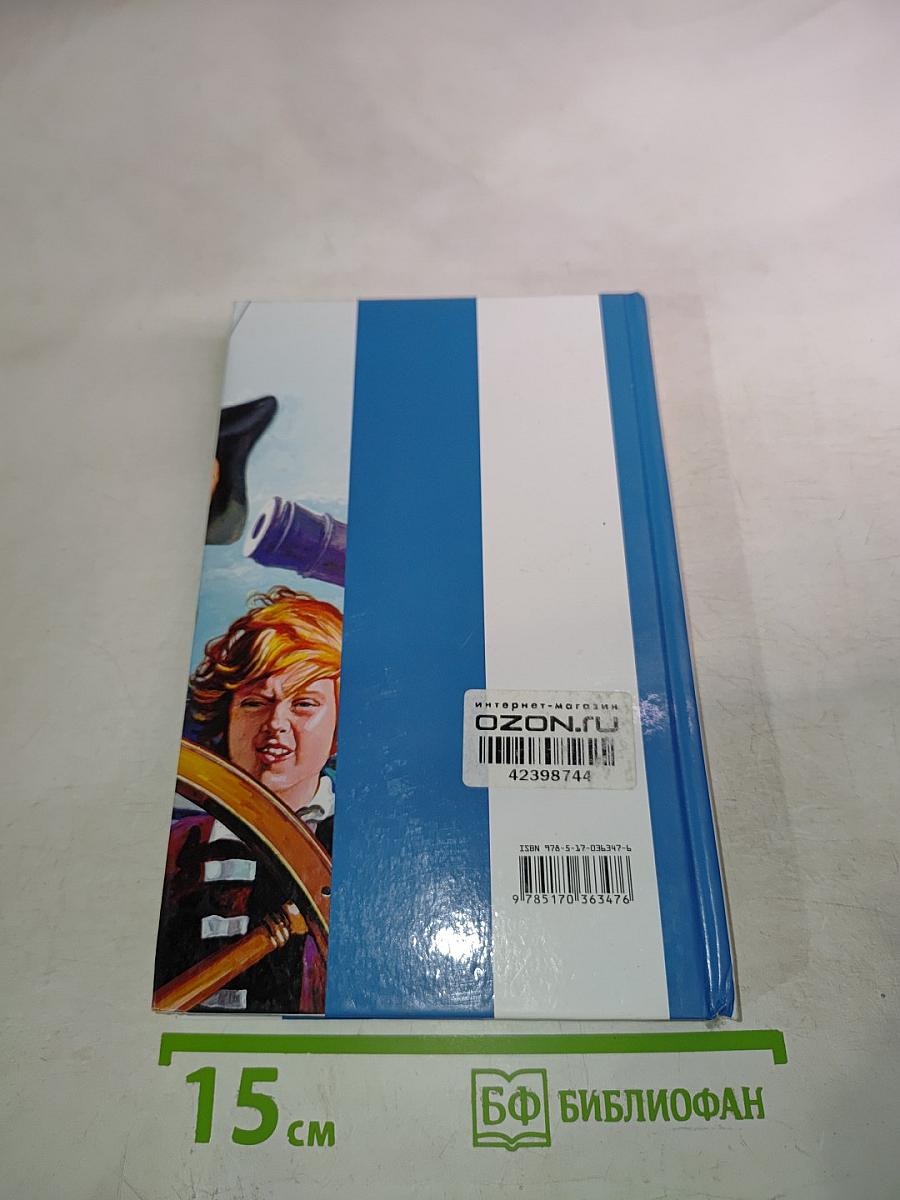 интернет-магазин
OZON.ru
42398744
ISBN 978-5-17-036347-6
9 785170 363476
15 см
БФ БИБЛИОФАН